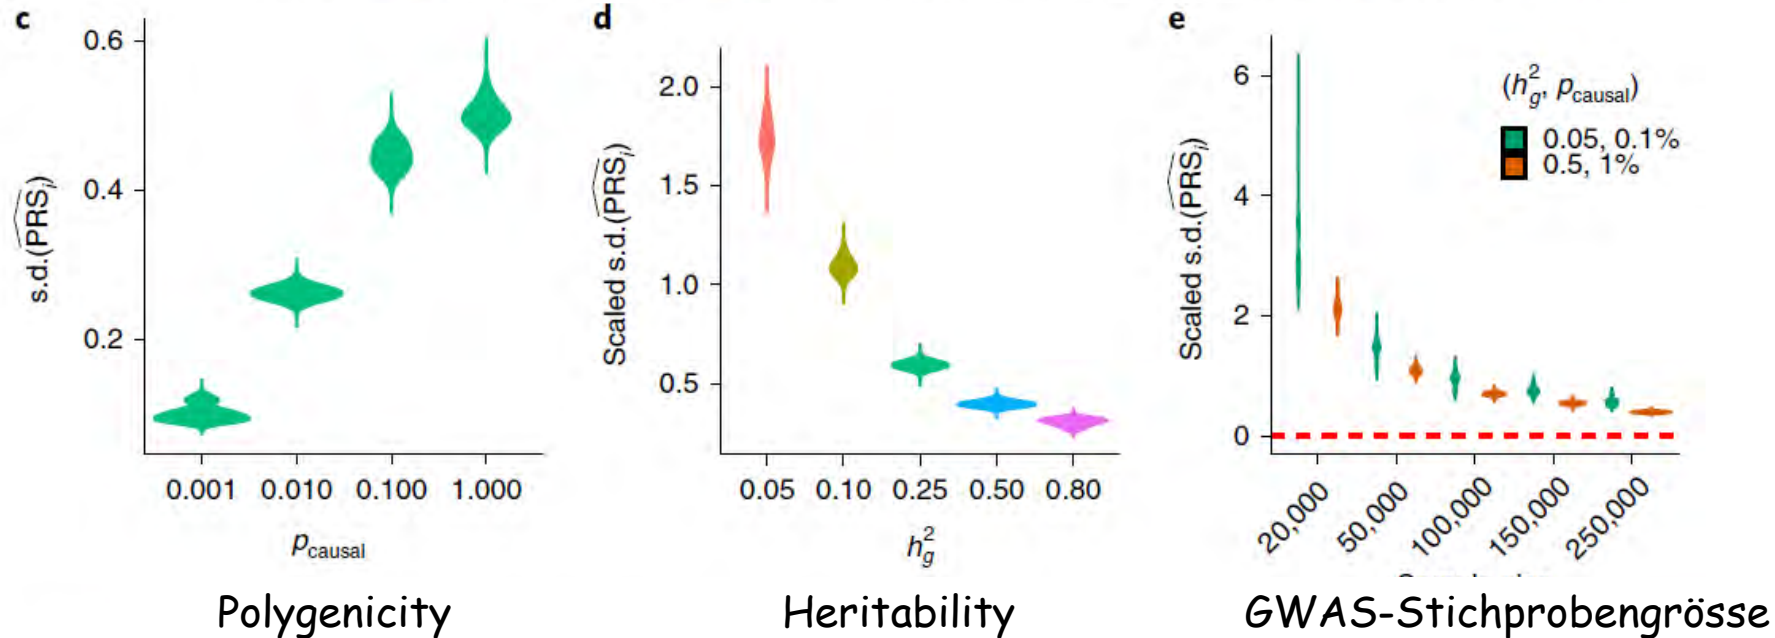 c
s.d.(PRS_i)
0.6
0.4
0.2
0.001 0.010 0.100 1.000
p_causal
Polygenicity
d
Scaled s.d.(PRS_i)
2.0
1.5
1.0
0.5
0.05 0.10 0.25 0.50 0.80
h_g^2
Heritability
e
Scaled s.d.(PRS_i)
6
4
2
0
(h_g^2, p_causal)
0.05, 0.1%
0.5, 1%
20,000 50,000 100,000 150,000 250,000
GWAS-Stichprobengrösse